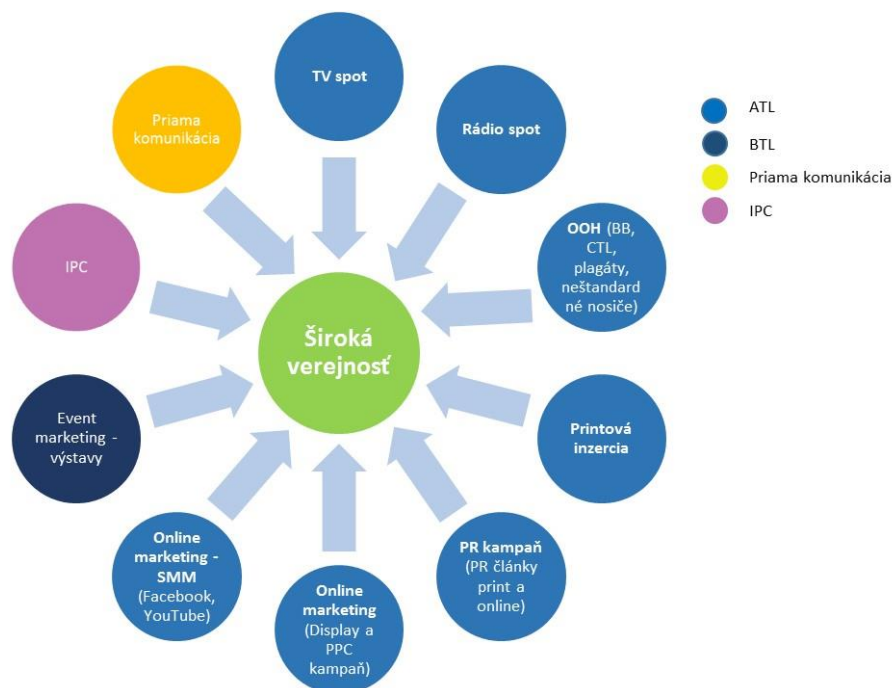 TV spot
Rádio spot
OOH (BB,
CTL,
plagáty,
neštandard
né nosiče)
Printová
inzercia
PR kampaň
(PR články
print a
online)
Online
marketing
(Display a
PPC
kampaň)
Online
marketing -
SMM
(Facebook,
YouTube)
Event
marketing -
výstavy
IPC
Priama
komunikácia
Široká
verejnosť
ATL
BTL
Priama komunikácia
IPC